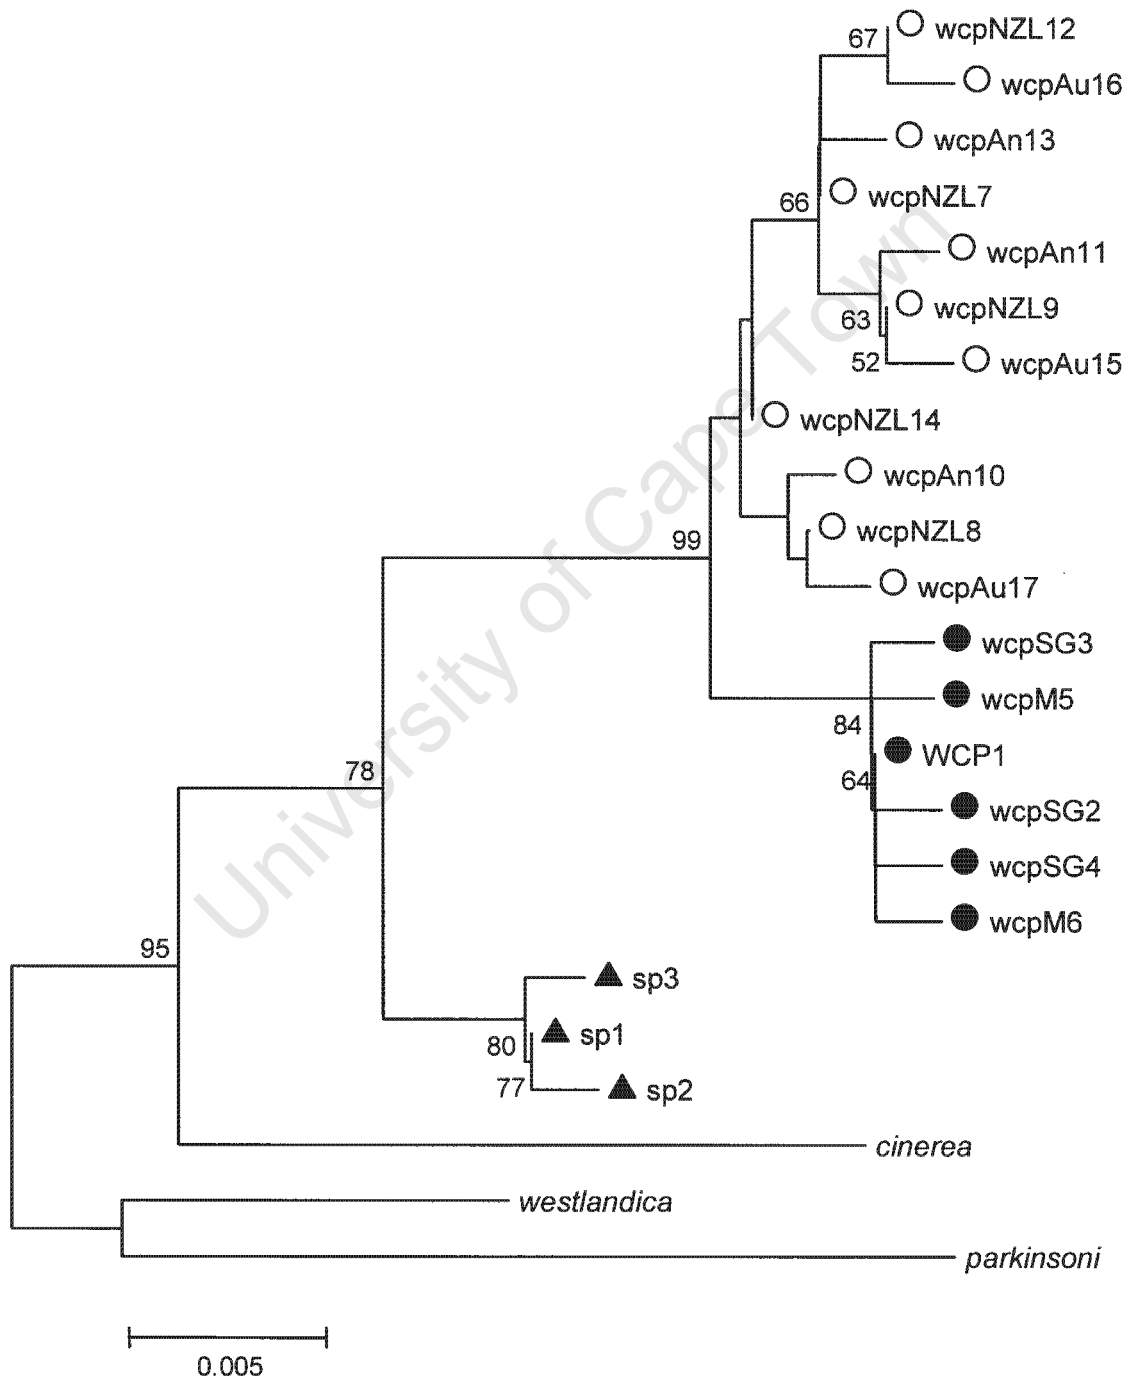 67
wcpNZL12
wcpAu16
wcpAn13
wcpNZL7
66
wcpAn11
wcpNZL9
63
wcpAu15
52
wcpNZL14
wcpAn10
wcpNZL8
99
wcpAu17
wcpSG3
wcpM5
84
WCP1
78
64
wcpSG2
wcpSG4
wcpM6
95
sp3
sp1
80
77
sp2
cinerea
westlandica
parkinsoni
0.005
University of Cape Town